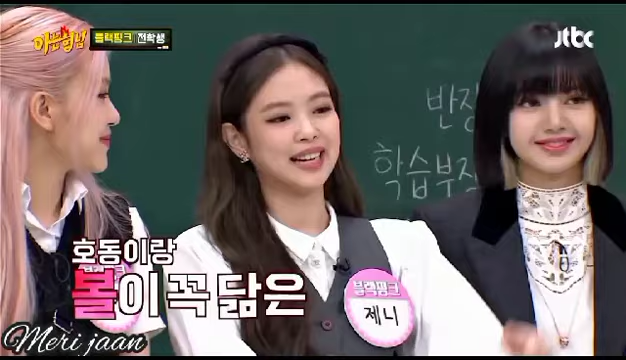 아는형님
블랙핑크 전학생
jtbc
반장
학습부장
호동이랑
볼이 꼭 닮은
블랙핑크
제니
Meri jaan